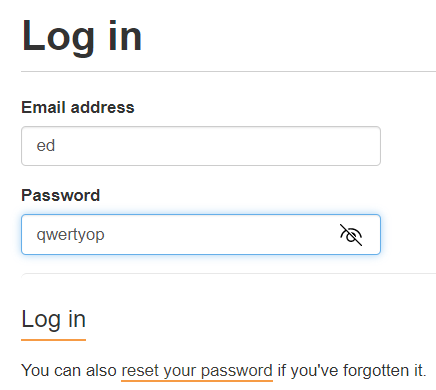 Log in
Email address
ed
Password
qwertyop
Log in
You can also reset your password if you've forgotten it.